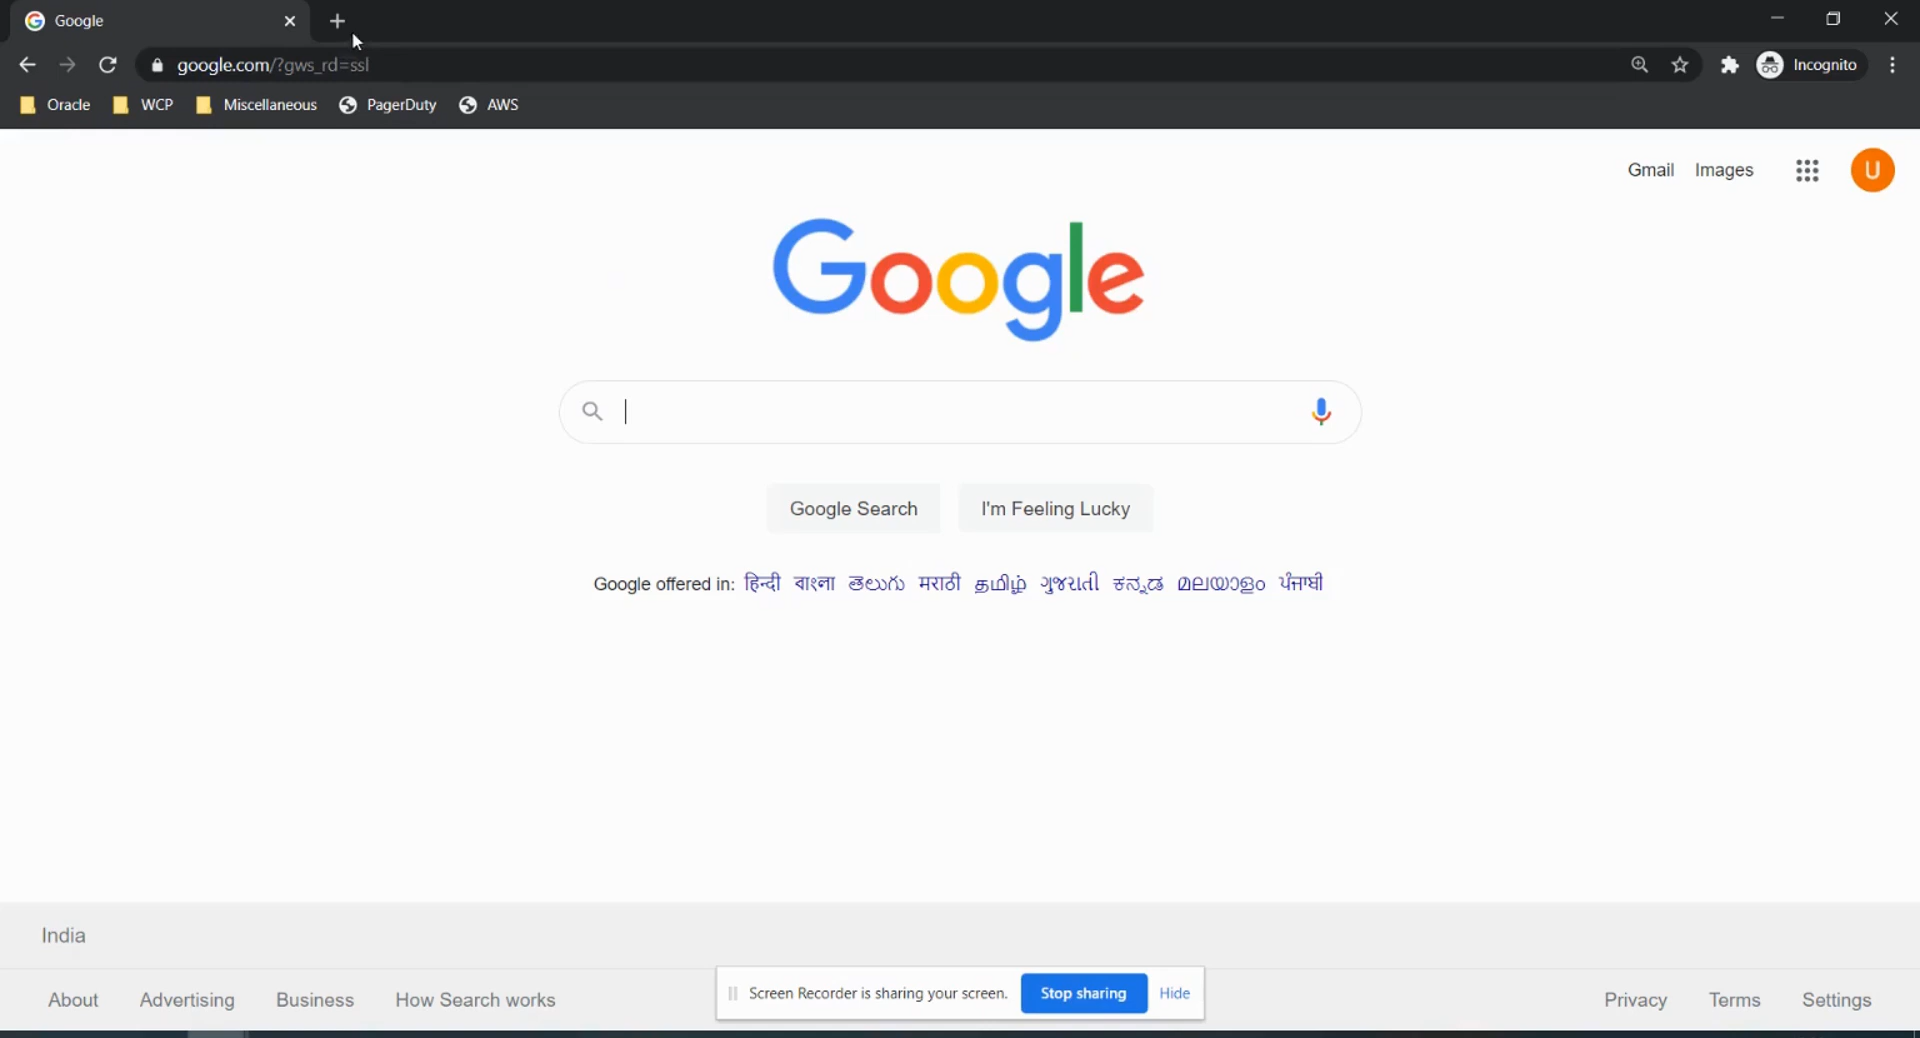 Google
google.com/?gws_rd=ssl
Incognito
Oracle WCP Miscellaneous PagerDuty AWS
Gmail Images U
Google
Google Search I'm Feeling Lucky
Google offered in: हिन्दी বাংলা తెలుగు मराठी தமிழ் ગુજરાતી ಕನ್ನಡ മലയാളം ਪੰਜਾਬੀ
India
About Advertising Business How Search works
Screen Recorder is sharing your screen. Stop sharing Hide
Privacy Terms Settings